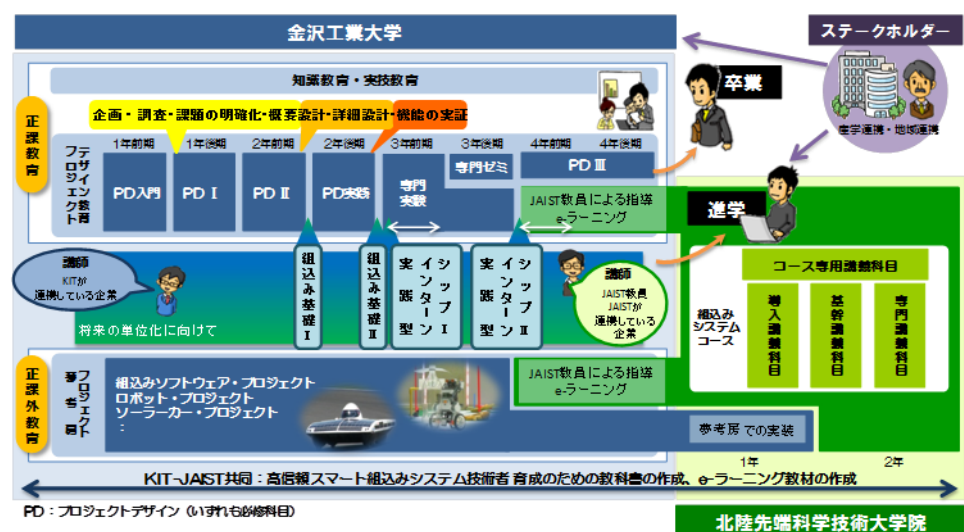 金沢工業大学
ステークホルダー
産学連携・地域連携
知識教育・実技教育
卒業
正課教育
企画・調査・課題の明確化・概要設計・詳細設計・機能の実証
プロジェクト
デザイン教育
1年前期
1年後期
2年前期
2年後期
3年前期
3年後期
4年前期
4年後期
PD入門
PD Ⅰ
PD Ⅱ
PD実践
専門
実験
専門ゼミ
PD Ⅲ
JAIST教員による指導
e-ラーニング
進学
講師
KITが
連携している企業
将来の単位化に向けて
組込み基礎Ⅰ
組込み基礎Ⅱ
実践型
インターン
シップⅠ
実践型
インターン
シップⅡ
講師
JAIST教員
JAISTが
連携している
企業
コース専用講義科目
組込み
システム
コース
導入講義科目
基幹講義科目
専門講義科目
正課外教育
夢考房
プロジェクト
組込みソフトウェア・プロジェクト
ロボット・プロジェクト
ソーラーカー・プロジェクト
:
JAIST教員による指導
e-ラーニング
夢考房での実装
1年
2年
KIT-JAIST共同:高信頼スマート組込みシステム技術者 育成のための教科書の作成、e-ラーニング教材の作成
PD:プロジェクトデザイン(いずれも必修科目)
北陸先端科学技術大学院